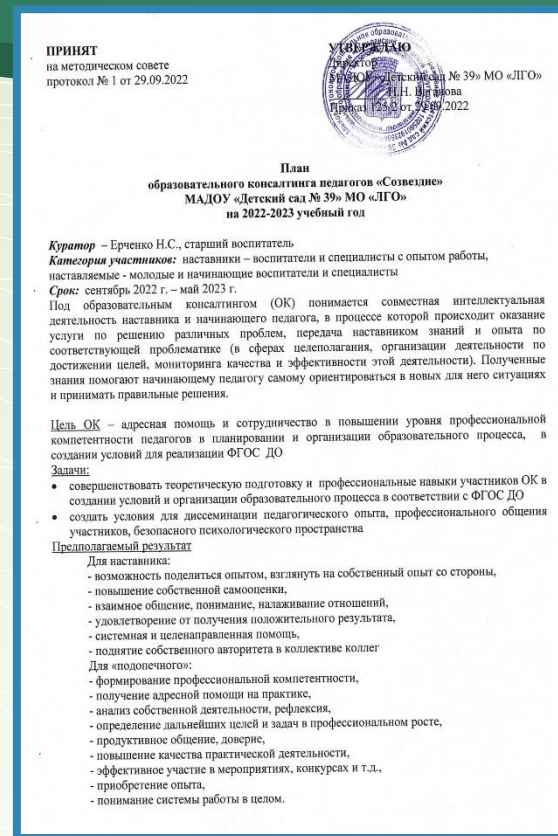 ПРИНЯТ
на методическом совете
протокол № 1 от 29.09.2022
УТВЕРЖДАЮ
Директор
МАДОУ «Детский сад № 39» МО «ЛГО»
29.09.2022
План
образовательного консалтинга педагогов «Созвездие»
МАДОУ «Детский сад № 39» МО «ЛГО»
на 2022-2023 учебный год
Куратор – Ерченко Н.С., старший воспитатель
Категория участников: наставники – воспитатели и специалисты с опытом работы,
наставляемые - молодые и начинающие воспитатели и специалисты
Срок: сентябрь 2022 г. – май 2023 г.
Под образовательным консалтингом (ОК) понимается совместная интеллектуальная
деятельность наставника и начинающего педагога, в процессе которой происходит оказание
услуги по решению различных проблем, передача наставником знаний и опыта по
соответствующей проблематике (в сферах целеполагания, организации деятельности по
достижении целей, мониторинга качества и эффективности этой деятельности). Полученные
знания помогают начинающему педагогу самому ориентироваться в новых для него ситуациях
и принимать правильные решения.
Цель ОК – адресная помощь и сотрудничество в повышении уровня профессиональной
компетентности педагогов в планировании и организации образовательного процесса, в
создании условий для реализации ФГОС ДО
Задачи:
• совершенствовать теоретическую подготовку и профессиональные навыки участников ОК в
создании условий и организации образовательного процесса в соответствии с ФГОС ДО
• создать условия для диссеминации педагогического опыта, профессионального общения
участников, безопасного психологического пространства
Предполагаемый результат
Для наставника:
- возможность поделиться опытом, взглянуть на собственный опыт со стороны,
- повышение собственной самооценки,
- взаимное общение, понимание, налаживание отношений,
- удовлетворение от получения положительного результата,
- системная и целенаправленная помощь,
- поднятие собственного авторитета в коллективе коллег
Для «подопечного»:
- формирование профессиональной компетентности,
- получение адресной помощи на практике,
- анализ собственной деятельности, рефлексия,
- определение дальнейших целей и задач в профессиональном росте,
- продуктивное общение, доверие,
- повышение качества практической деятельности,
- эффективное участие в мероприятиях, конкурсах и т.д.,
- приобретение опыта,
- понимание системы работы в целом.